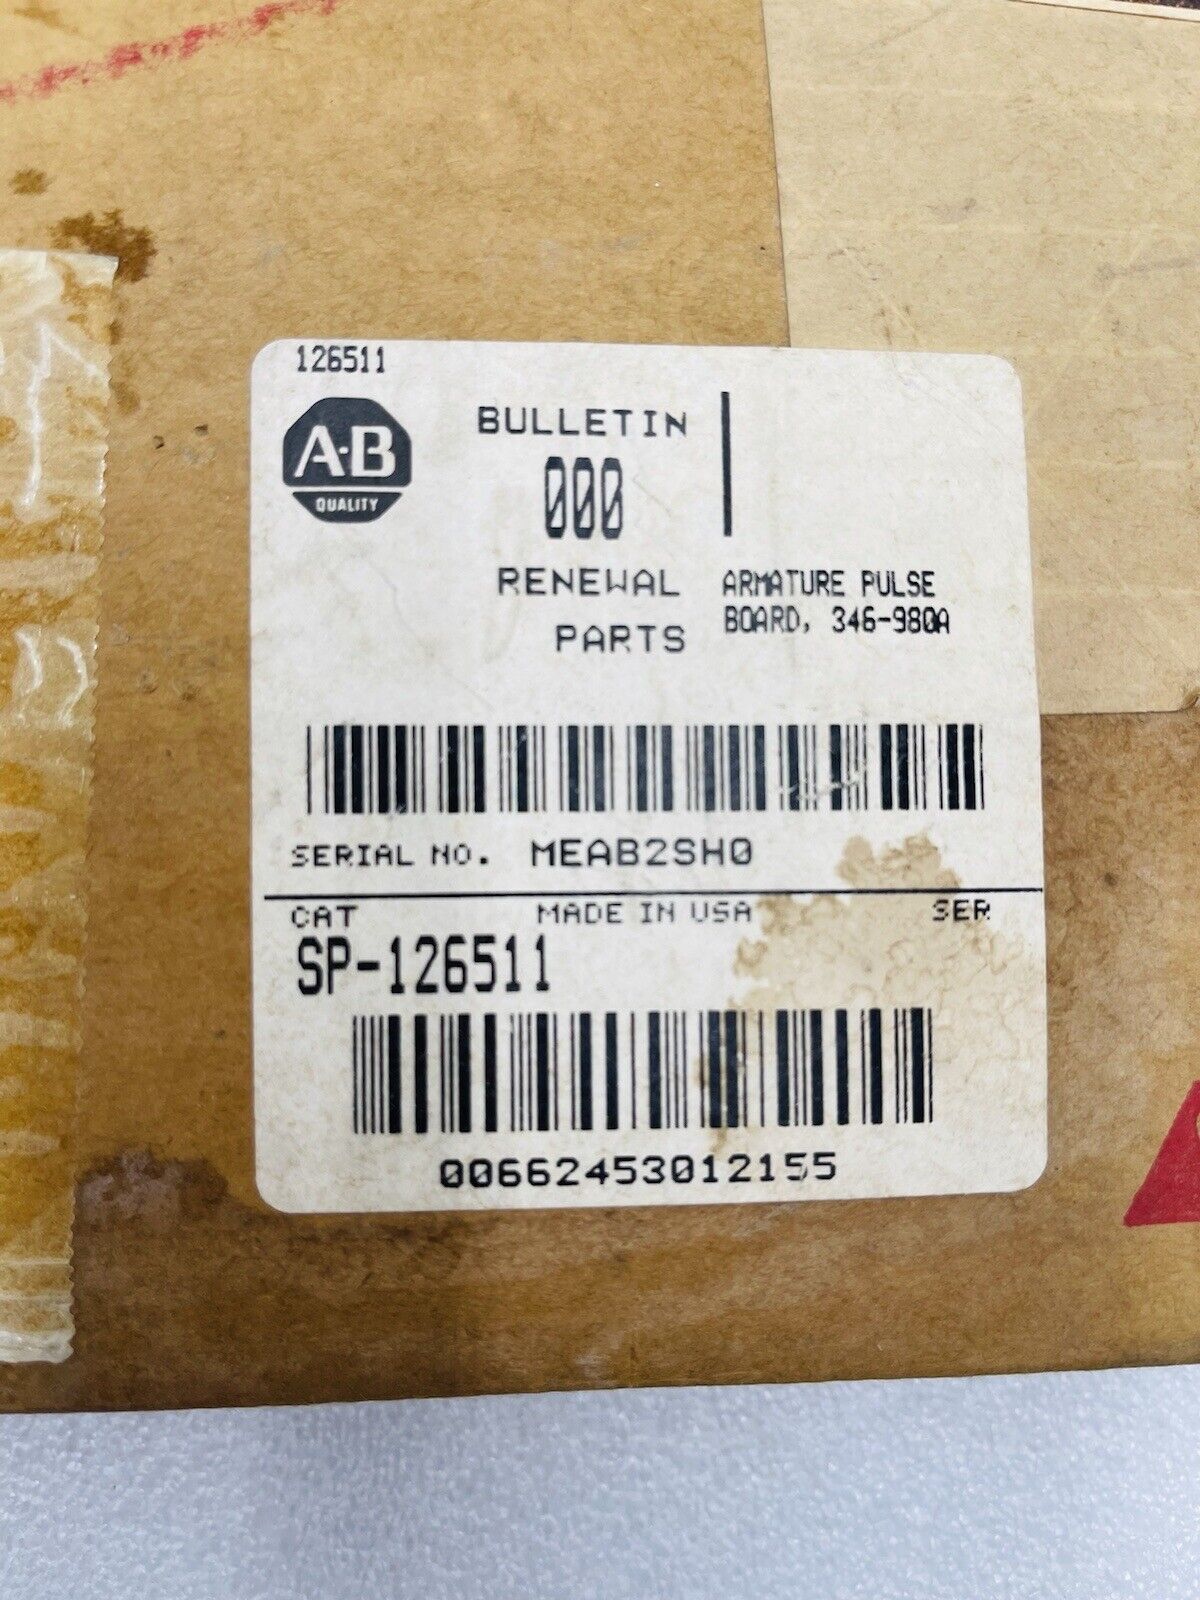 126511
A-B
QUALITY
BULLETIN
000
RENEWAL
PARTS
ARMATURE PULSE
BOARD, 346-980A
SERIAL NO. MEAB2SH0
CAT MADE IN USA SER
SP-126511
00662453012155